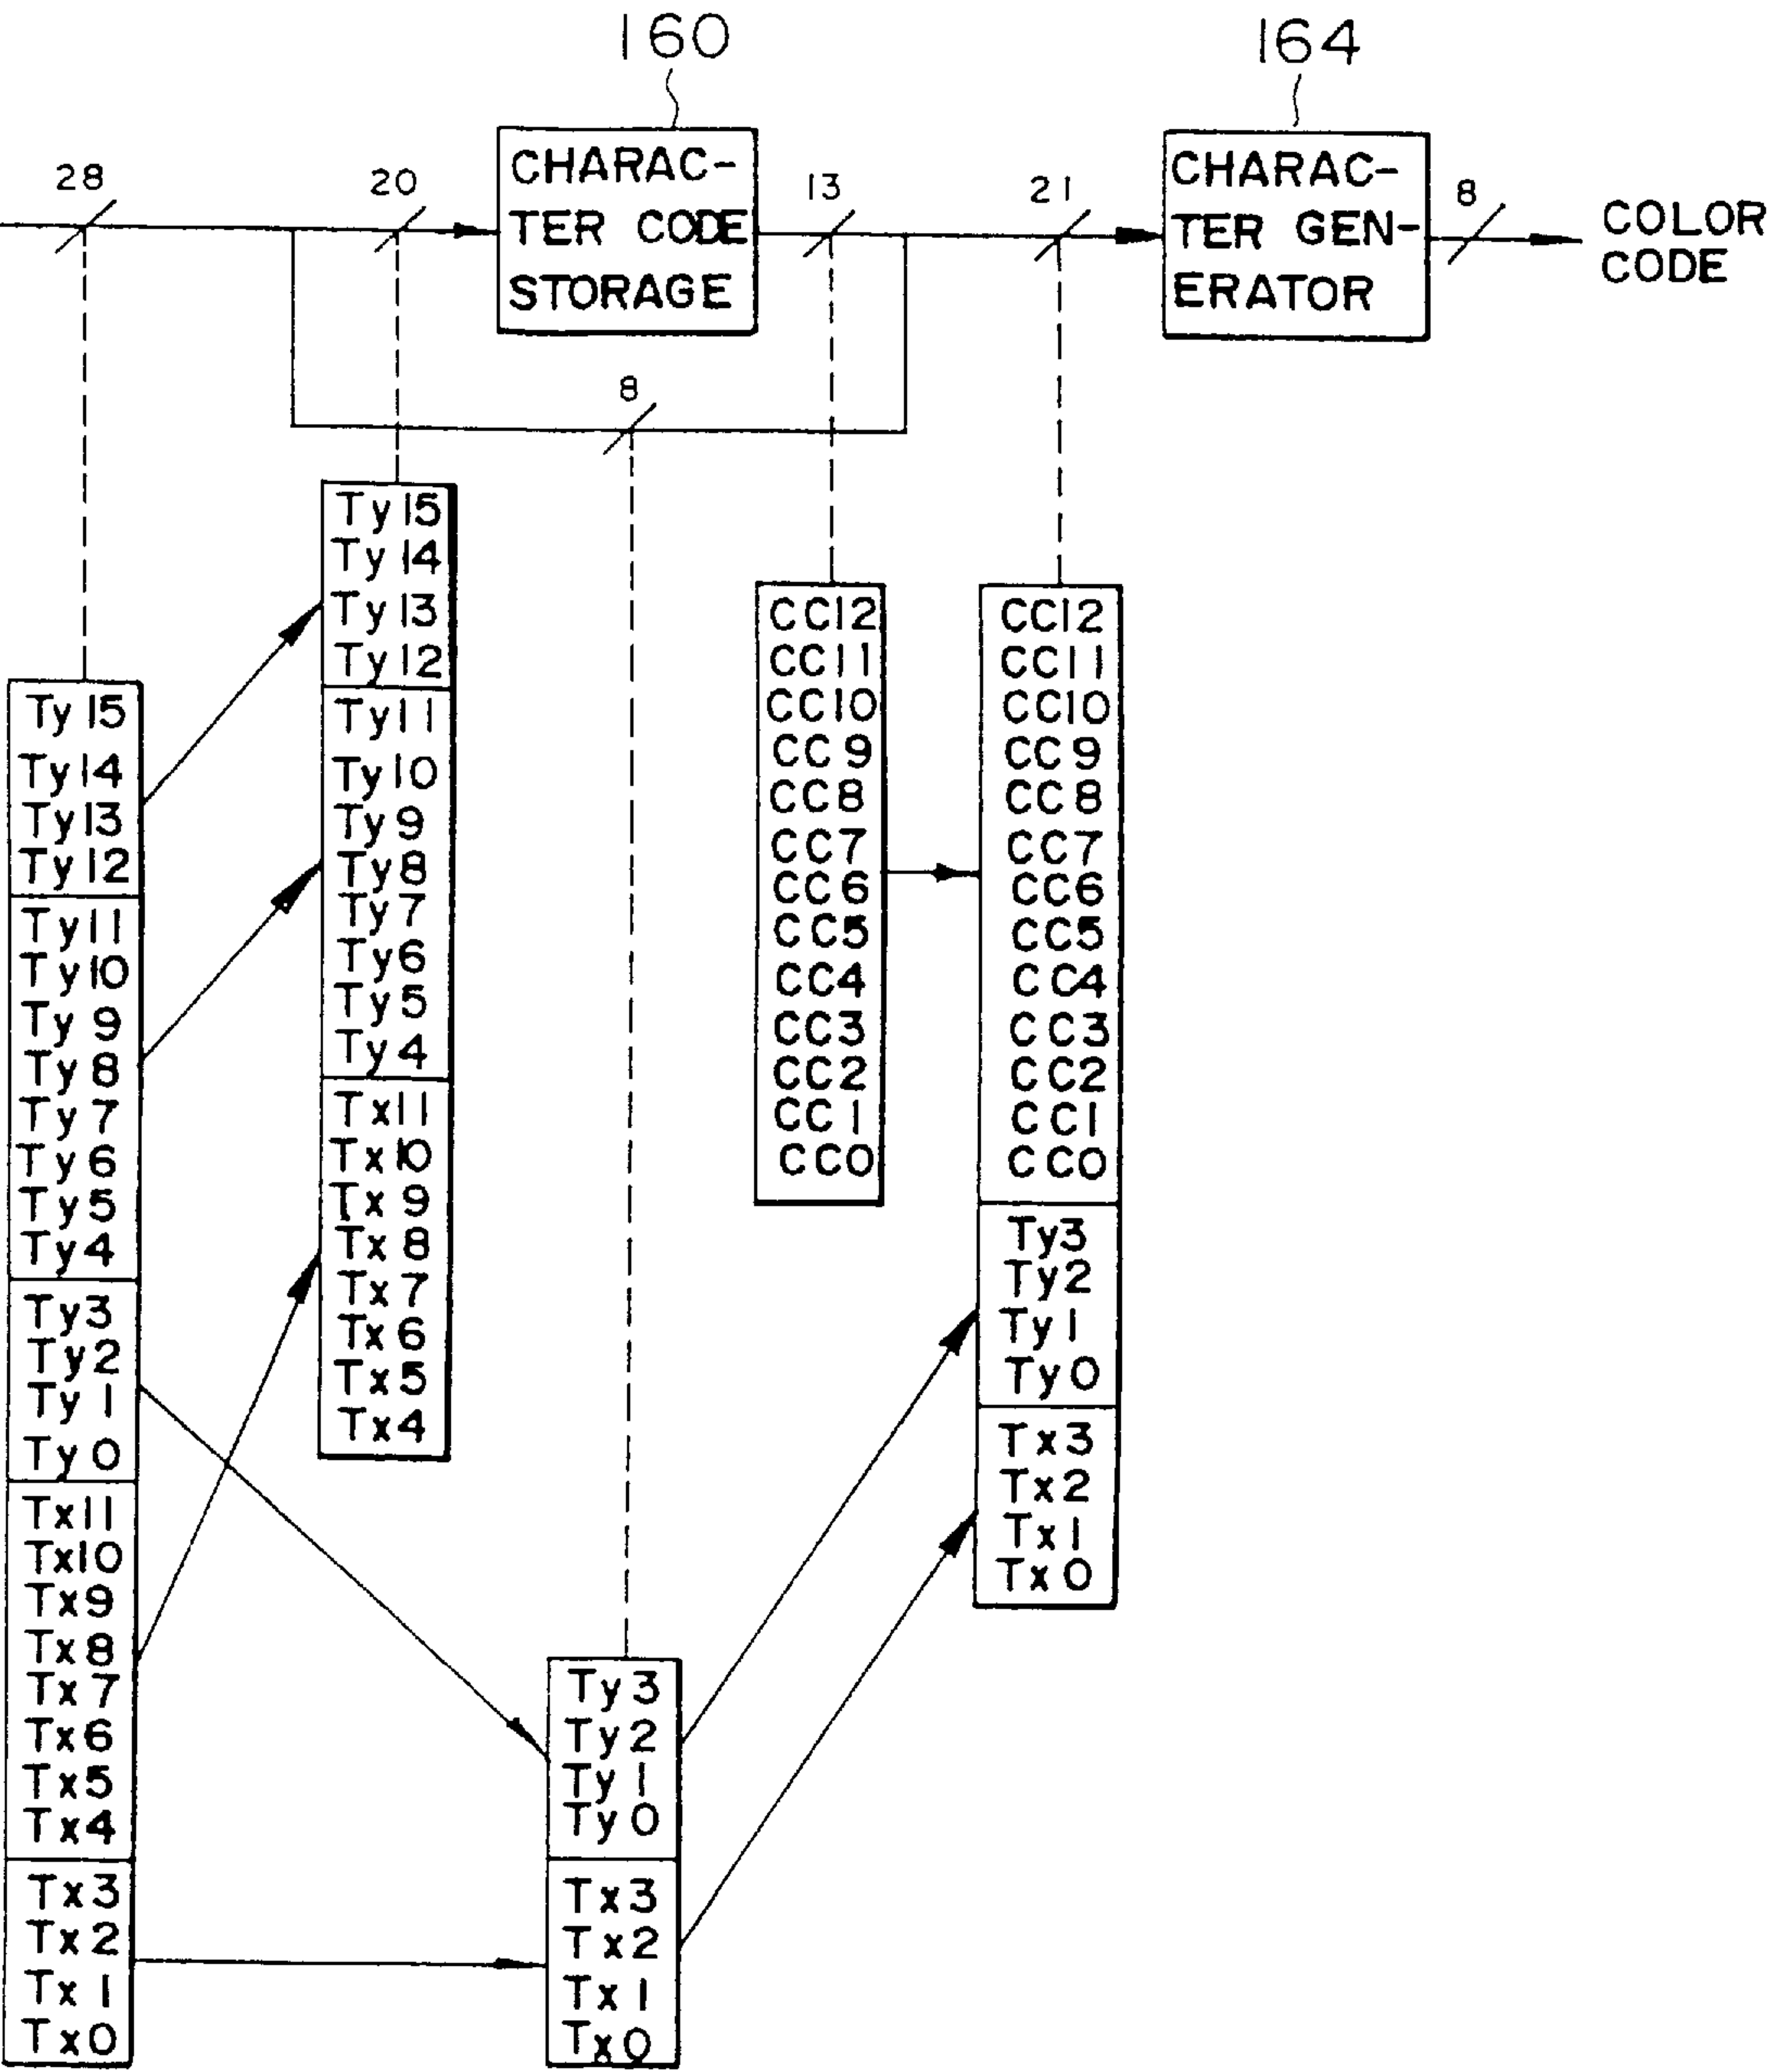 160
164
28
20
CHARAC-
TER CODE
STORAGE
13
21
CHARAC-
TER GEN-
ERATOR
8
COLOR
CODE
8
Ty15
Ty14
Ty13
Ty12
Ty11
Ty10
Ty9
Ty8
Ty7
Ty6
Ty5
Ty4
Ty3
Ty2
Ty1
Ty0
Tx11
Tx10
Tx9
Tx8
Tx7
Tx6
Tx5
Tx4
Tx3
Tx2
Tx1
Tx0
Ty15
Ty14
Ty13
Ty12
Ty11
Ty10
Ty9
Ty8
Ty7
Ty6
Ty5
Ty4
Tx11
Tx10
Tx9
Tx8
Tx7
Tx6
Tx5
Tx4
Ty3
Ty2
Ty1
Ty0
Tx3
Tx2
Tx1
Tx0
CC12
CC11
CC10
CC9
CC8
CC7
CC6
CC5
CC4
CC3
CC2
CC1
CC0
CC12
CC11
CC10
CC9
CC8
CC7
CC6
CC5
CC4
CC3
CC2
CC1
CC0
Ty3
Ty2
Ty1
Ty0
Tx3
Tx2
Tx1
Tx0